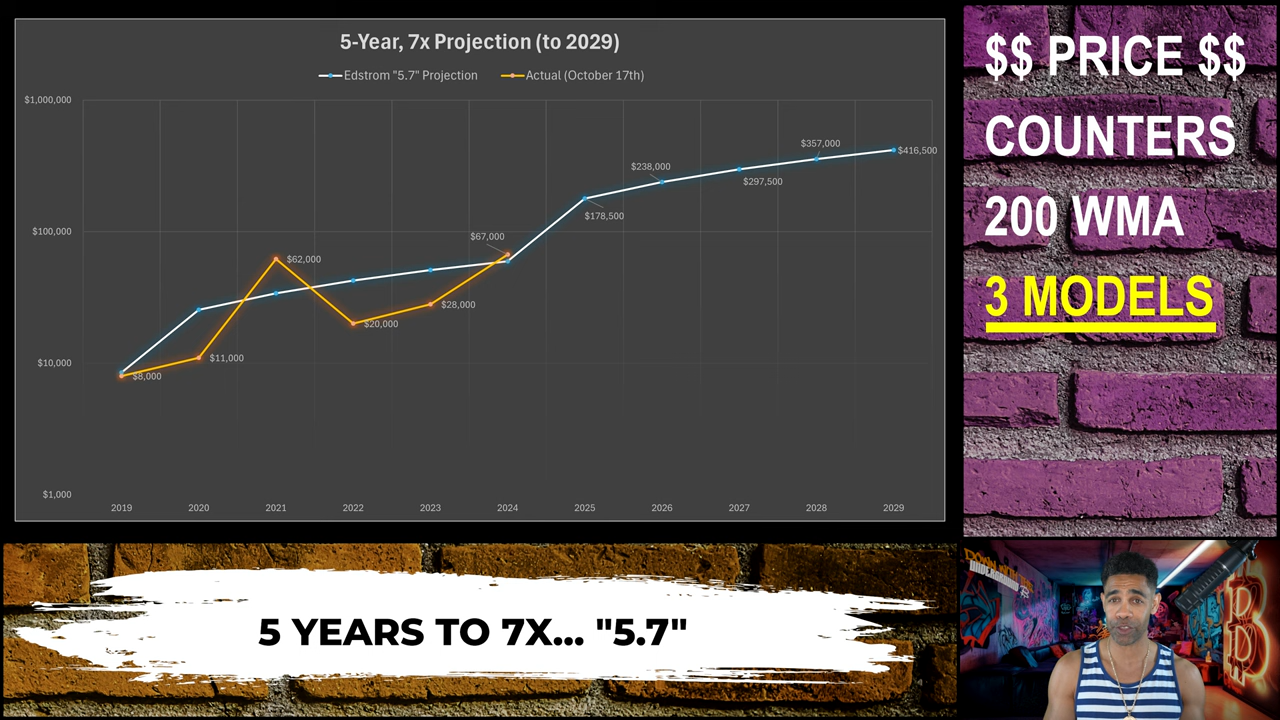 5-Year, 7x Projection (to 2029)
Edstrom "5.7" Projection
Actual (October 17th)
$1,000,000
$100,000
$10,000
$1,000
$8,000
$11,000
$62,000
$20,000
$28,000
$67,000
$178,500
$238,000
$297,500
$357,000
$416,500
2019 2020 2021 2022 2023 2024 2025 2026 2027 2028 2029
$$ PRICE $$
COUNTERS
200 WMA
3 MODELS
5 YEARS TO 7X... "5.7"
UNDERGROUND